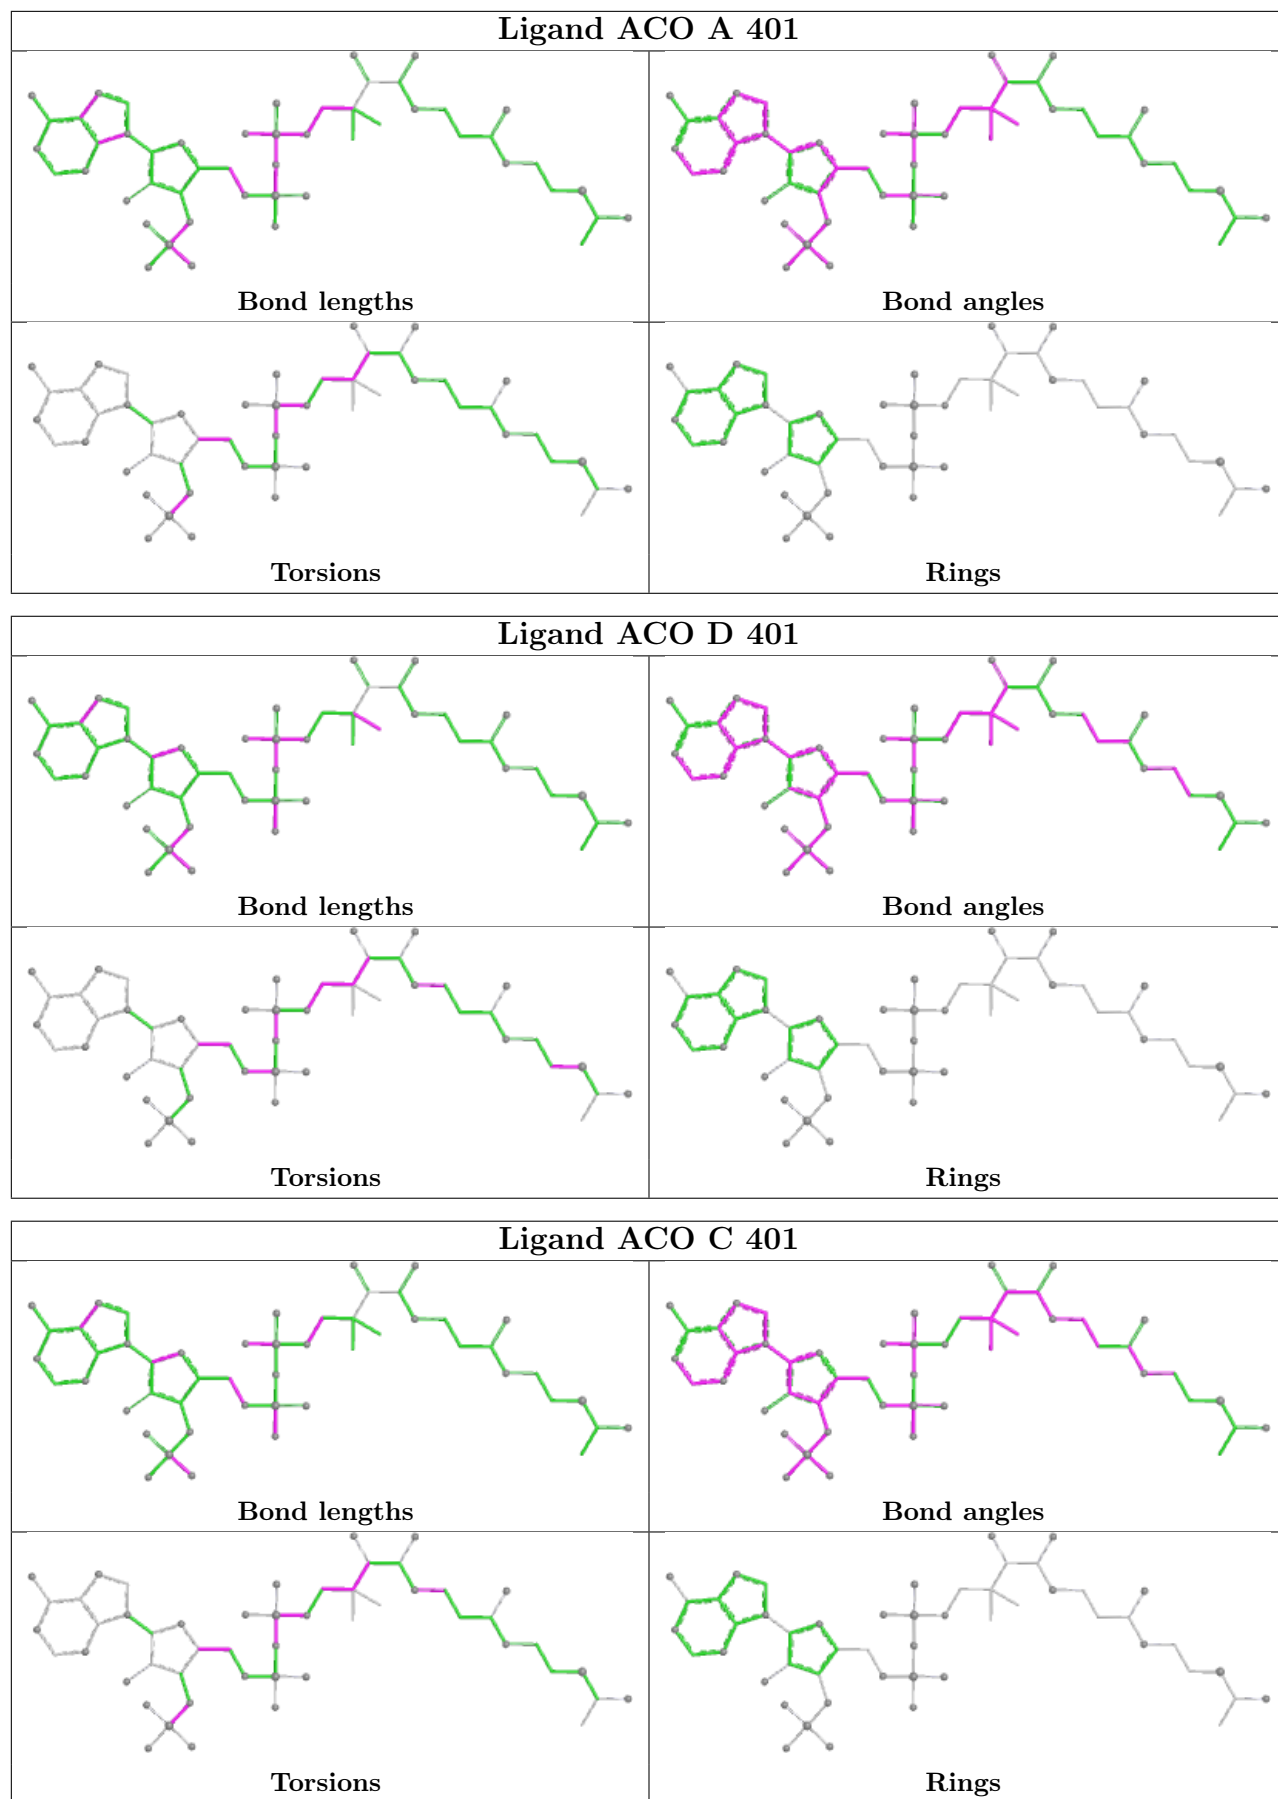 Ligand ACO A 401
Bond lengths
Bond angles
Torsions
Rings
Ligand ACO D 401
Bond lengths
Bond angles
Torsions
Rings
Ligand ACO C 401
Bond lengths
Bond angles
Torsions
Rings